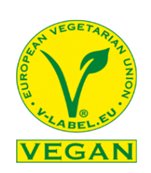 EUROPEAN VEGETARIAN UNION
• V-LABEL.EU •
®
VEGAN